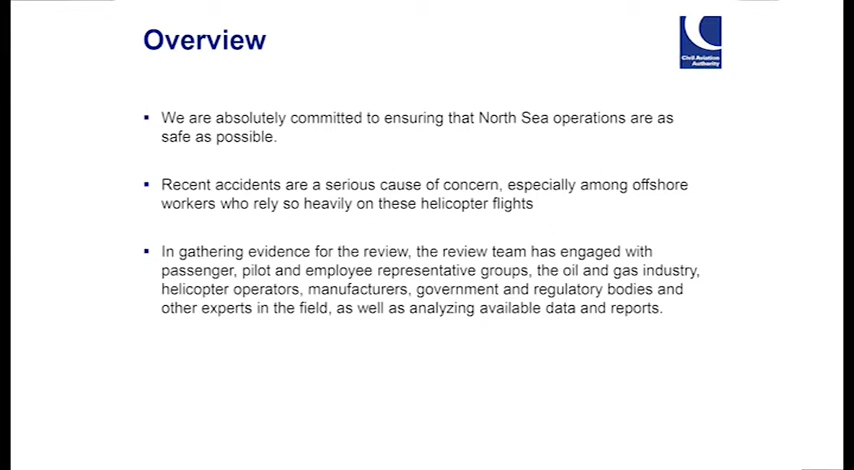 Overview
Civil Aviation
Authority
We are absolutely committed to ensuring that North Sea operations are as
safe as possible.
Recent accidents are a serious cause of concern, especially among offshore
workers who rely so heavily on these helicopter flights
In gathering evidence for the review, the review team has engaged with
passenger, pilot and employee representative groups, the oil and gas industry,
helicopter operators, manufacturers, government and regulatory bodies and
other experts in the field, as well as analyzing available data and reports.